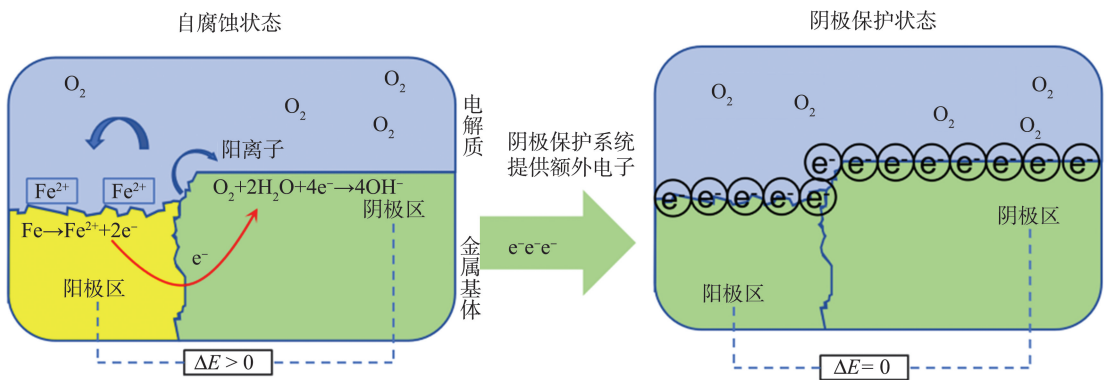 自腐蚀状态
O₂
O₂
O₂
O₂
阳离子
Fe²⁺
Fe²⁺
O₂+2H₂O+4e⁻→4OH⁻
阴极区
Fe→Fe²⁺+2e⁻
e⁻
阳极区
ΔE > 0
电解质
金属基体
阴极保护系统
提供额外电子
e⁻e⁻e⁻
阴极保护状态
O₂
O₂
O₂
O₂
e⁻ e⁻ e⁻ e⁻ e⁻ e⁻ e⁻ e⁻
e⁻ e⁻ e⁻ e⁻ e⁻
阴极区
阳极区
ΔE = 0